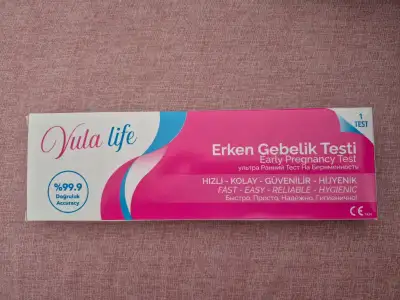 Vula life
1
TEST
Erken Gebelik Testi
Early Pregnancy Test
ультра Ранний Тест На Беременность
%99.9
Doğruluk
Accuracy
HIZLI - KOLAY - GÜVENİLİR - HİJYENİK
FAST - EASY - RELIABLE - HYGIENIC
Быстро, Просто, Надежно, Гигиенично!
CE